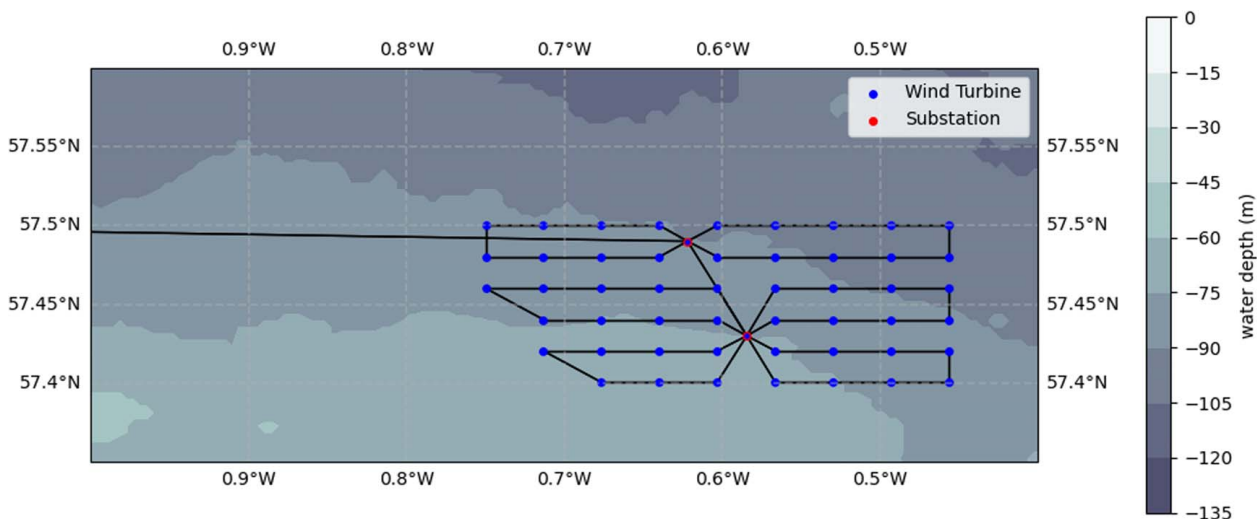 0.9°W 0.8°W 0.7°W 0.6°W 0.5°W
Wind Turbine
Substation
57.55°N 57.55°N
57.5°N 57.5°N
57.45°N 57.45°N
57.4°N 57.4°N
0.9°W 0.8°W 0.7°W 0.6°W 0.5°W
0
−15
−30
−45
−60
−75
−90
−105
−120
−135
water depth (m)